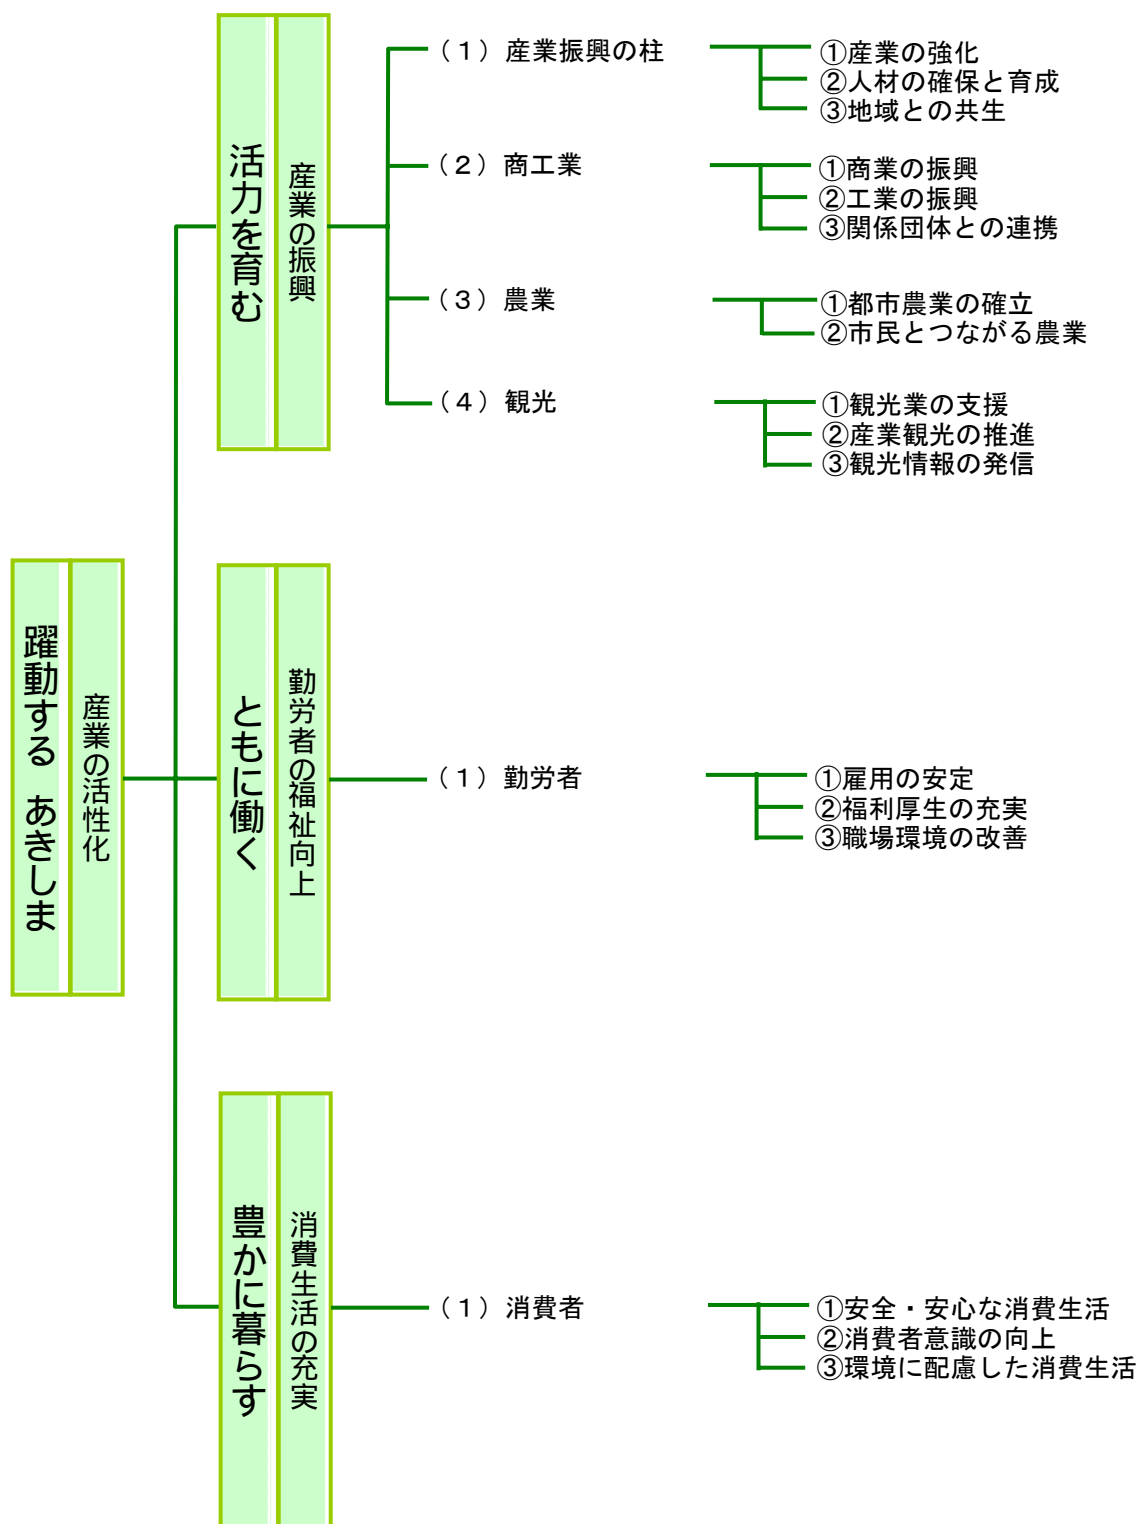 躍動する あきしま
産業の活性化
活力を育む
産業の振興
（１）産業振興の柱
①産業の強化
②人材の確保と育成
③地域との共生
（２）商工業
①商業の振興
②工業の振興
③関係団体との連携
（３）農業
①都市農業の確立
②市民とつながる農業
（４）観光
①観光業の支援
②産業観光の推進
③観光情報の発信
ともに働く
勤労者の福祉向上
（１）勤労者
①雇用の安定
②福利厚生の充実
③職場環境の改善
豊かに暮らす
消費生活の充実
（１）消費者
①安全・安心な消費生活
②消費者意識の向上
③環境に配慮した消費生活